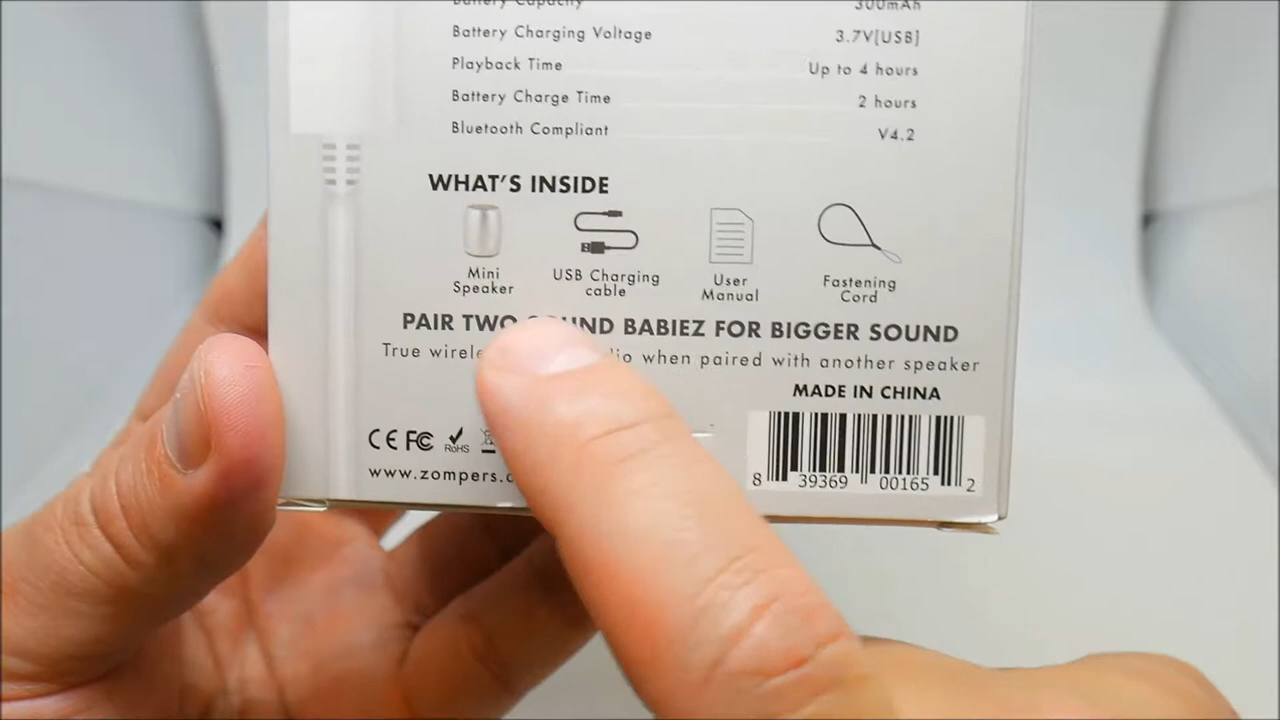 Battery Capacity 300mAh
Battery Charging Voltage 3.7V[USB]
Playback Time Up to 4 hours
Battery Charge Time 2 hours
Bluetooth Compliant V4.2
WHAT'S INSIDE
Mini Speaker
USB Charging cable
User Manual
Fastening Cord
PAIR TWO SOUND BABIEZ FOR BIGGER SOUND
True when paired with another speaker
MADE IN CHINA
CE FC RoHS
www.zompers.
8 39369 00165 2